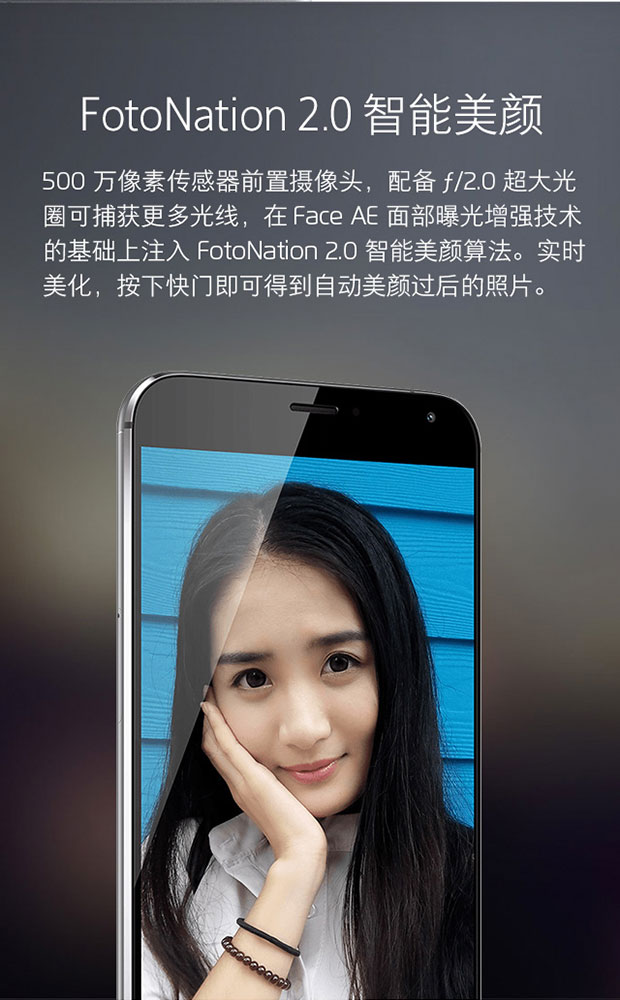 FotoNation 2.0 智能美颜
500 万像素传感器前置摄像头，配备 ƒ/2.0 超大光
圈可捕获更多光线，在 Face AE 面部曝光增强技术
的基础上注入 FotoNation 2.0 智能美颜算法。实时
美化，按下快门即可得到自动美颜过后的照片。